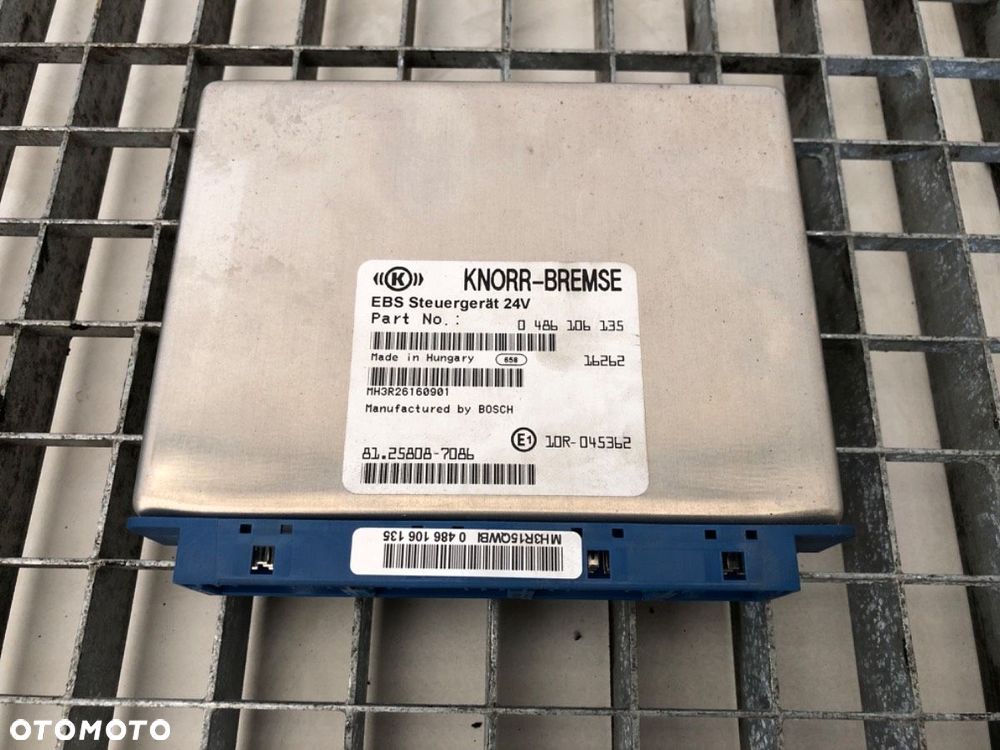 ((K)) KNORR-BREMSE
EBS Steuergerät 24V
Part No.: 0 486 106 135
Made in Hungary 658 16262
MH3R26160901
Manufactured by BOSCH
E1 10R-045362
81.25808-7086
MH3R15QWBI 0 486 106 135
OTOMOTO